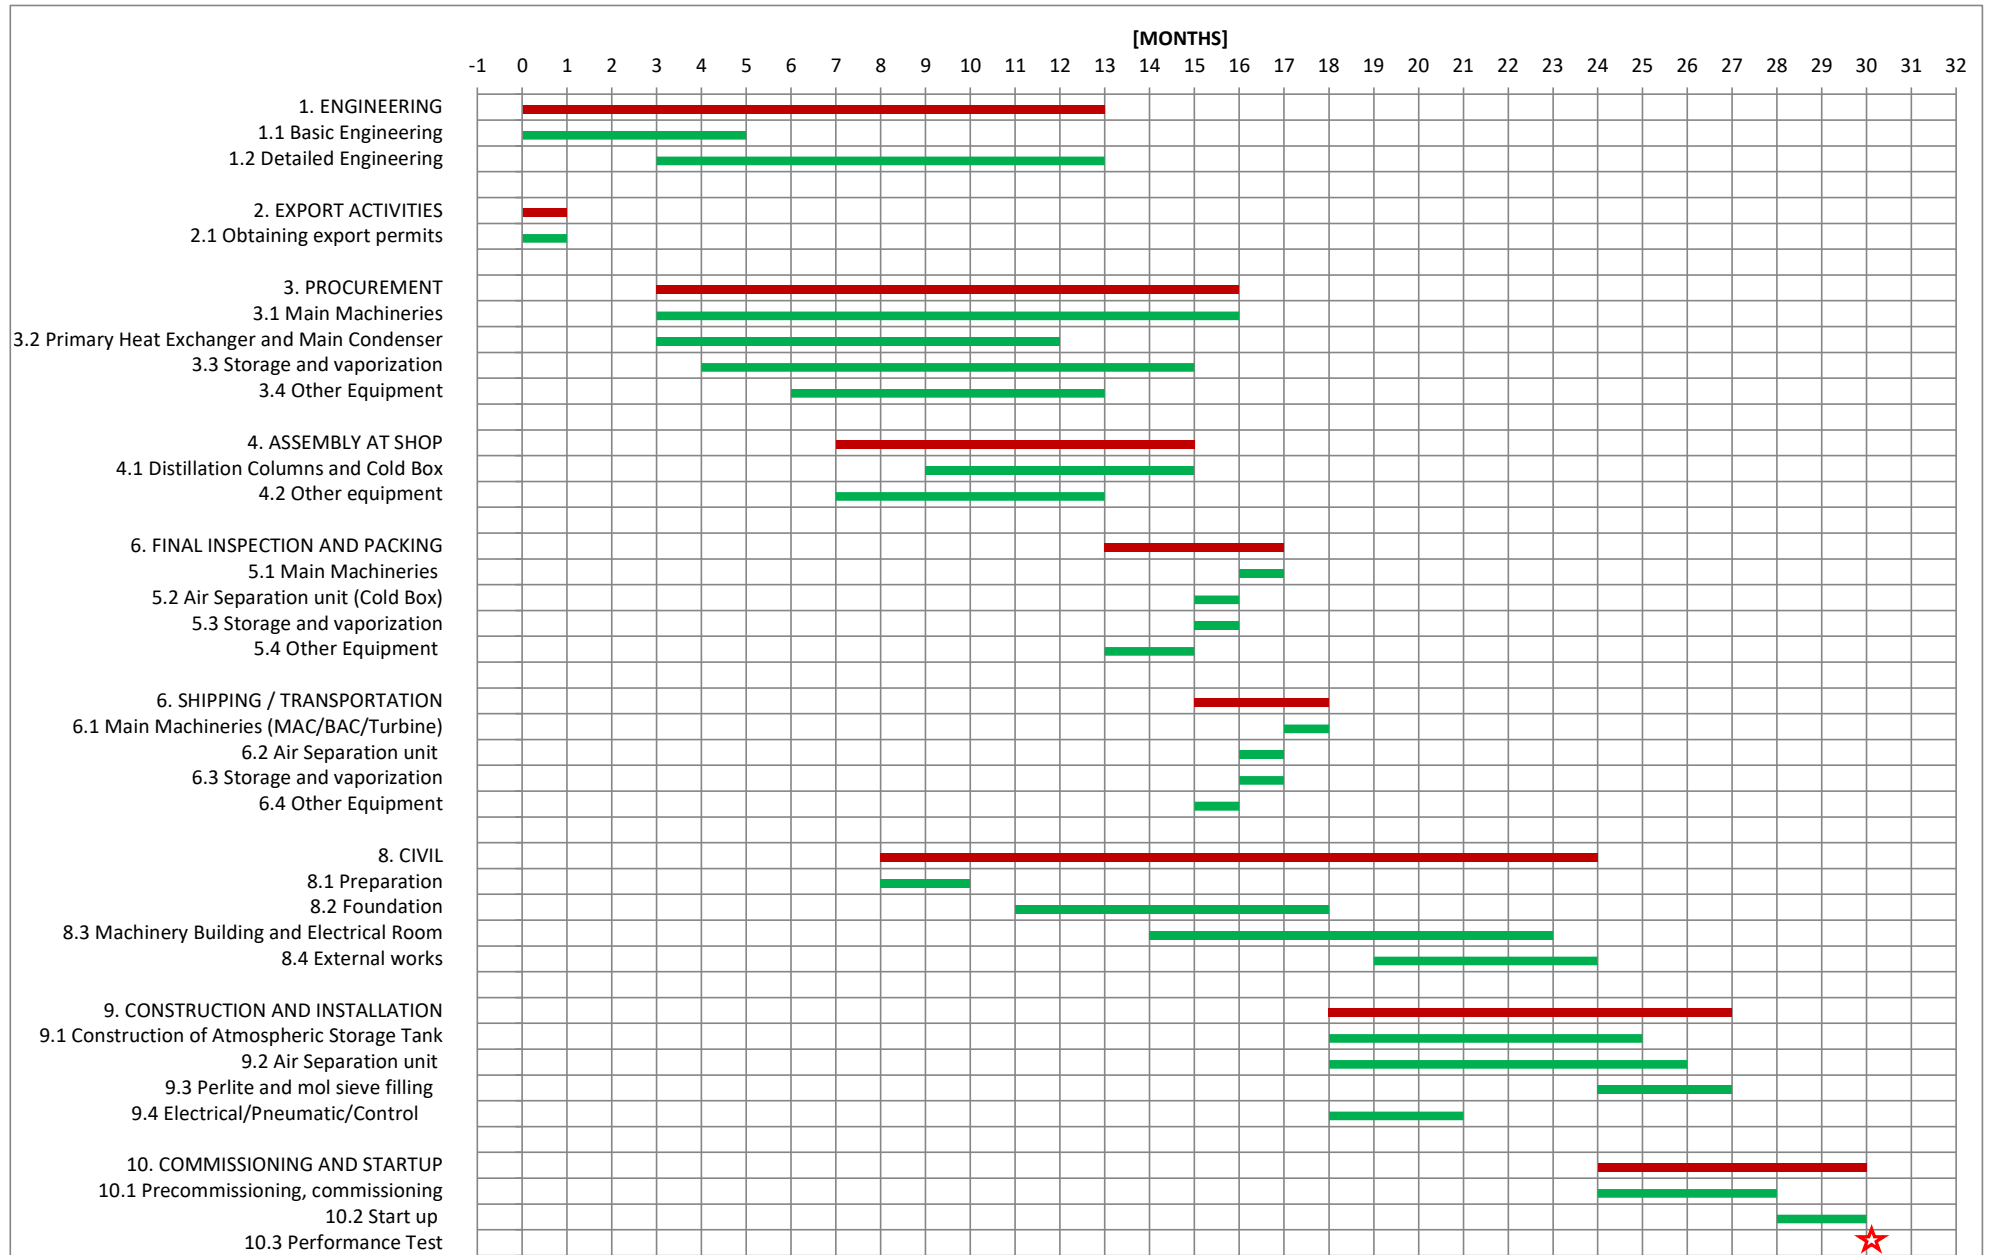 [MONTHS]
-1 0 1 2 3 4 5 6 7 8 9 10 11 12 13 14 15 16 17 18 19 20 21 22 23 24 25 26 27 28 29 30 31 32
1. ENGINEERING
1.1 Basic Engineering
1.2 Detailed Engineering
2. EXPORT ACTIVITIES
2.1 Obtaining export permits
3. PROCUREMENT
3.1 Main Machineries
3.2 Primary Heat Exchanger and Main Condenser
3.3 Storage and vaporization
3.4 Other Equipment
4. ASSEMBLY AT SHOP
4.1 Distillation Columns and Cold Box
4.2 Other equipment
6. FINAL INSPECTION AND PACKING
5.1 Main Machineries
5.2 Air Separation unit (Cold Box)
5.3 Storage and vaporization
5.4 Other Equipment
6. SHIPPING / TRANSPORTATION
6.1 Main Machineries (MAC/BAC/Turbine)
6.2 Air Separation unit
6.3 Storage and vaporization
6.4 Other Equipment
8. CIVIL
8.1 Preparation
8.2 Foundation
8.3 Machinery Building and Electrical Room
8.4 External works
9. CONSTRUCTION AND INSTALLATION
9.1 Construction of Atmospheric Storage Tank
9.2 Air Separation unit
9.3 Perlite and mol sieve filling
9.4 Electrical/Pneumatic/Control
10. COMMISSIONING AND STARTUP
10.1 Precommissioning, commissioning
10.2 Start up
10.3 Performance Test